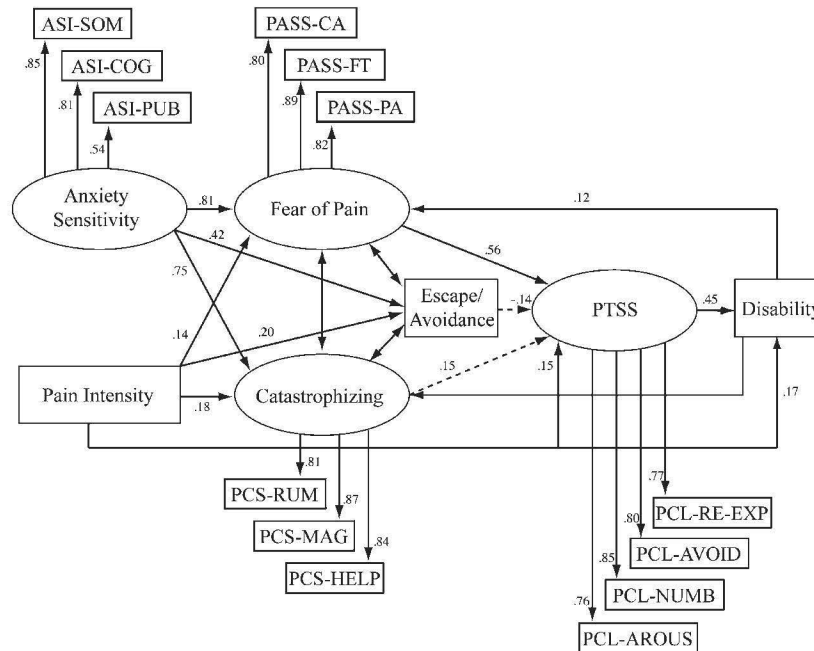 ASI-SOM
PASS-CA
.85
.80
ASI-COG
PASS-FT
.81
.89
ASI-PUB
PASS-PA
.54
.82
Anxiety
Sensitivity
.81
Fear of Pain
.12
.42
.56
.75
Escape/
Avoidance
-.14
PTSS
.45
Disability
.14
.20
.15
.15
Pain Intensity
.18
Catastrophizing
.17
.81
PCS-RUM
.87
PCS-MAG
.84
PCS-HELP
.77
PCL-RE-EXP
.80
PCL-AVOID
.85
PCL-NUMB
.76
PCL-AROUS